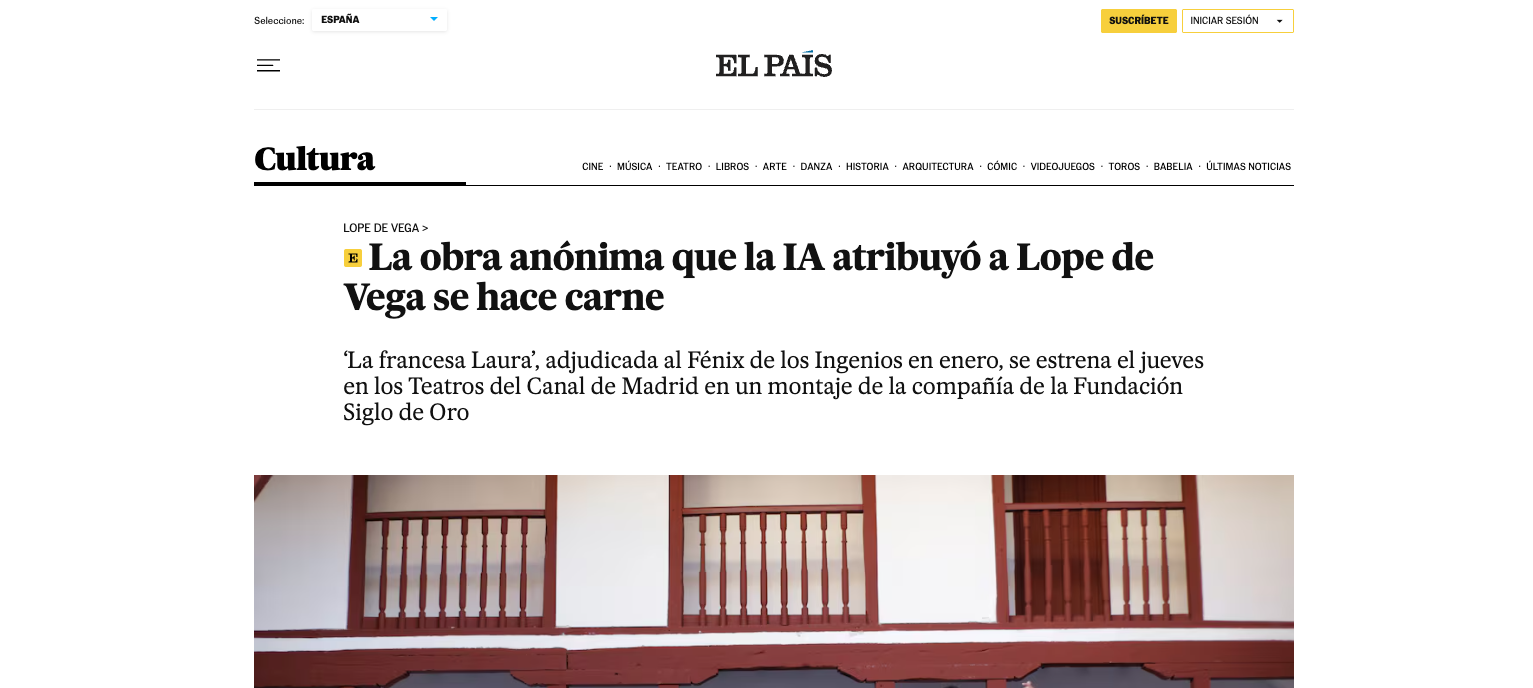 Seleccione:
ESPAÑA
SUSCRÍBETE
INICIAR SESIÓN
EL PAÍS
Cultura
CINE · MÚSICA · TEATRO · LIBROS · ARTE · DANZA · HISTORIA · ARQUITECTURA · CÓMIC · VIDEOJUEGOS · TOROS · BABELIA · ÚLTIMAS NOTICIAS
LOPE DE VEGA >
E La obra anónima que la IA atribuyó a Lope de
Vega se hace carne
‘La francesa Laura’, adjudicada al Fénix de los Ingenios en enero, se estrena el jueves
en los Teatros del Canal de Madrid en un montaje de la compañía de la Fundación
Siglo de Oro